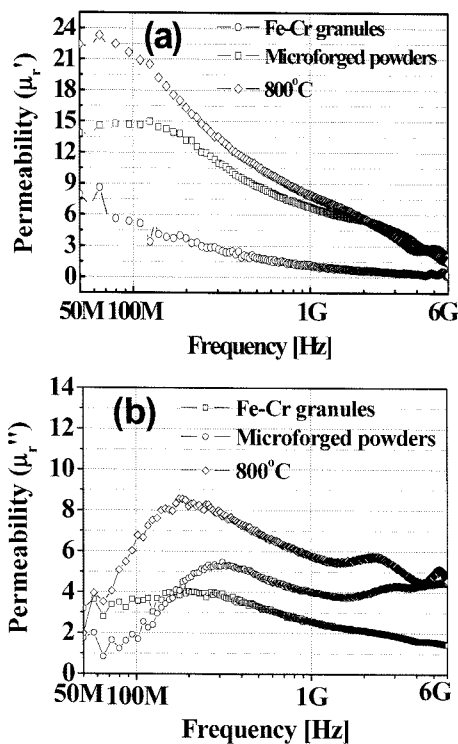 (a)
Fe-Cr granules
Microforged powders
800°C
24
21
18
15
12
9
6
3
0
Permeability (μr')
50M 100M 1G 6G
Frequency [Hz]
(b)
Fe-Cr granules
Microforged powders
800°C
14
12
10
8
6
4
2
0
Permeability (μr'')
50M 100M 1G 6G
Frequency [Hz]